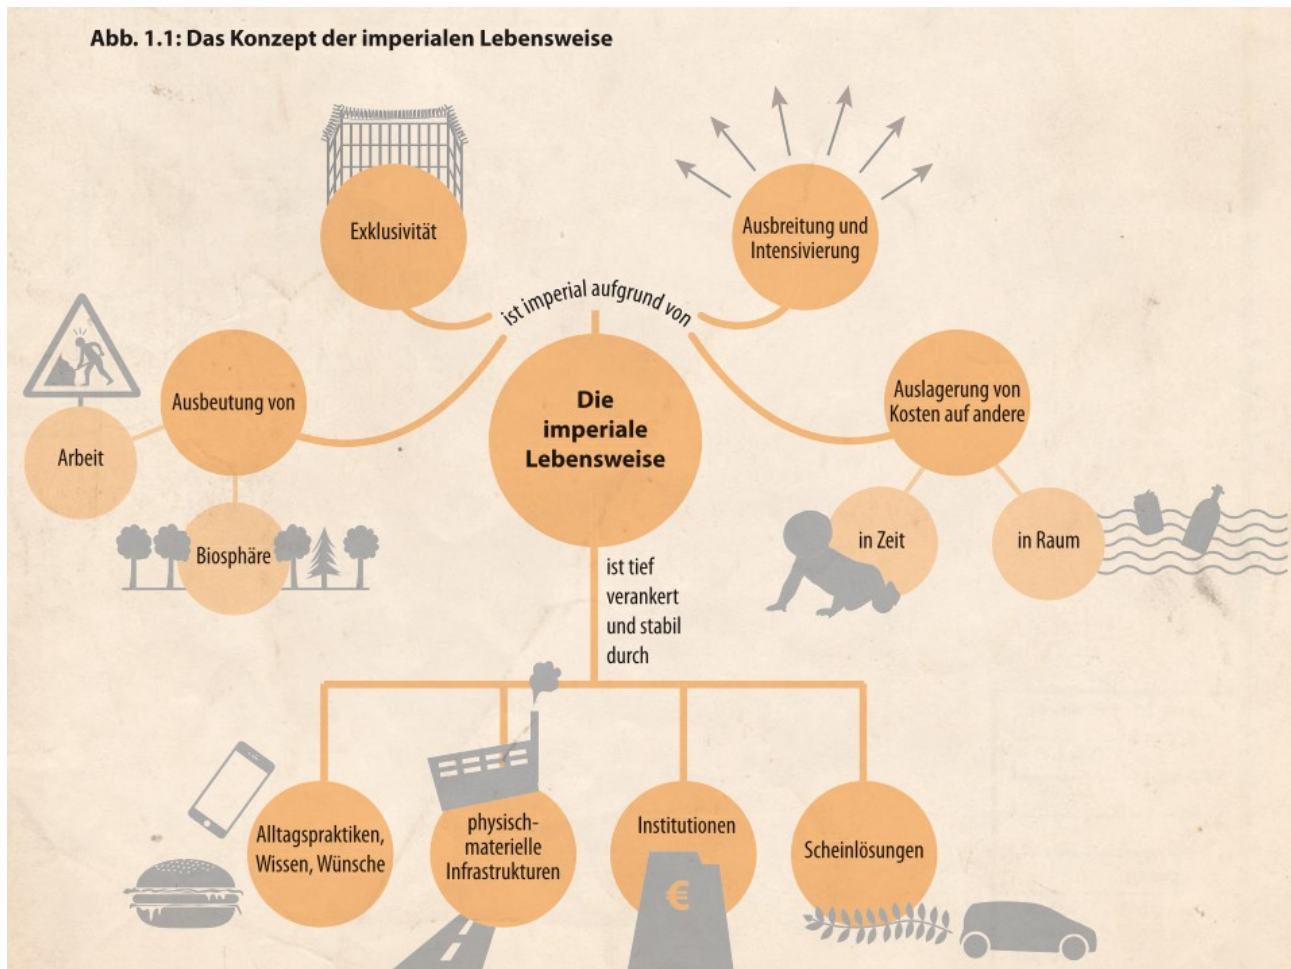 Abb. 1.1: Das Konzept der imperialen Lebensweise
Exklusivität
Ausbreitung und
Intensivierung
ist imperial aufgrund von
Ausbeutung von
Arbeit
Biosphäre
Die
imperiale
Lebensweise
Auslagerung von
Kosten auf andere
in Zeit
in Raum
ist tief
verankert
und stabil
durch
Alltagspraktiken,
Wissen, Wünsche
physisch-
materielle
Infrastrukturen
Institutionen
€
Scheinlösungen